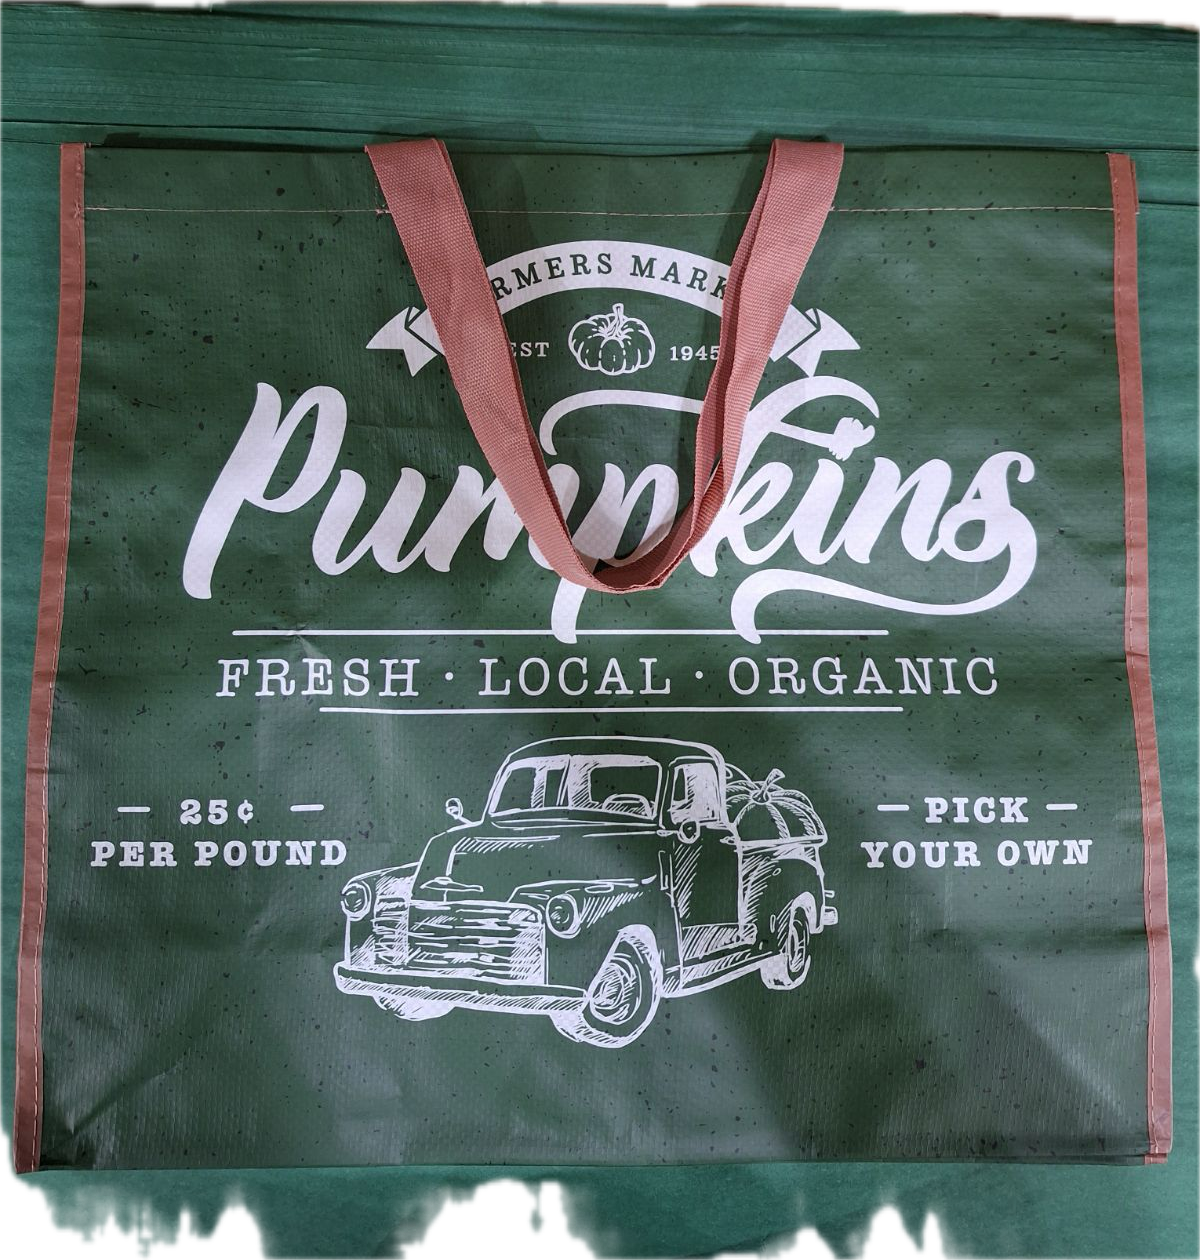 RMERS MARK
EST 1945
Pumpkins
FRESH · LOCAL · ORGANIC
— 25¢ —
PER POUND
— PICK —
YOUR OWN